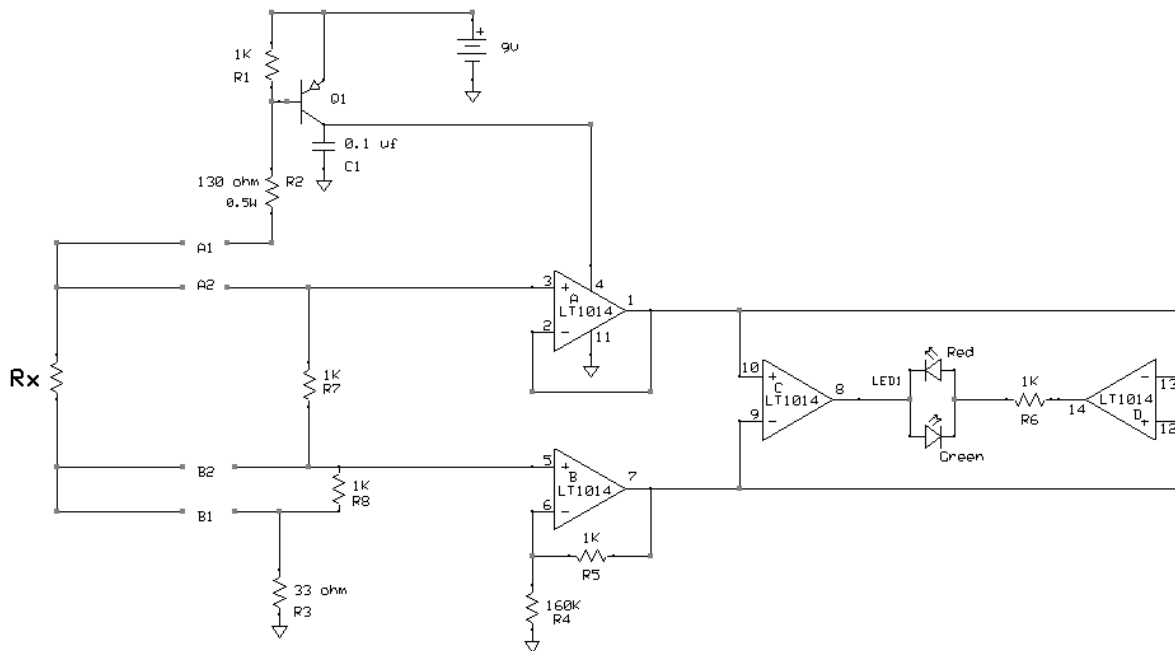 +
9V
1K
R1
Q1
0.1 uf
C1
130 ohm R2
0.5W
A1
A2
3 + 4
A 1
LT1014
2 - 11
Rx
1K
R7
Red
10 + LED1 1K - 13
C 8 14 LT1014
LT1014 R6 D
9 - + 12
Green
B2
5 +
B 7
LT1014
6 -
1K
R8
B1
1K
R5
33 ohm
R3
160K
R4